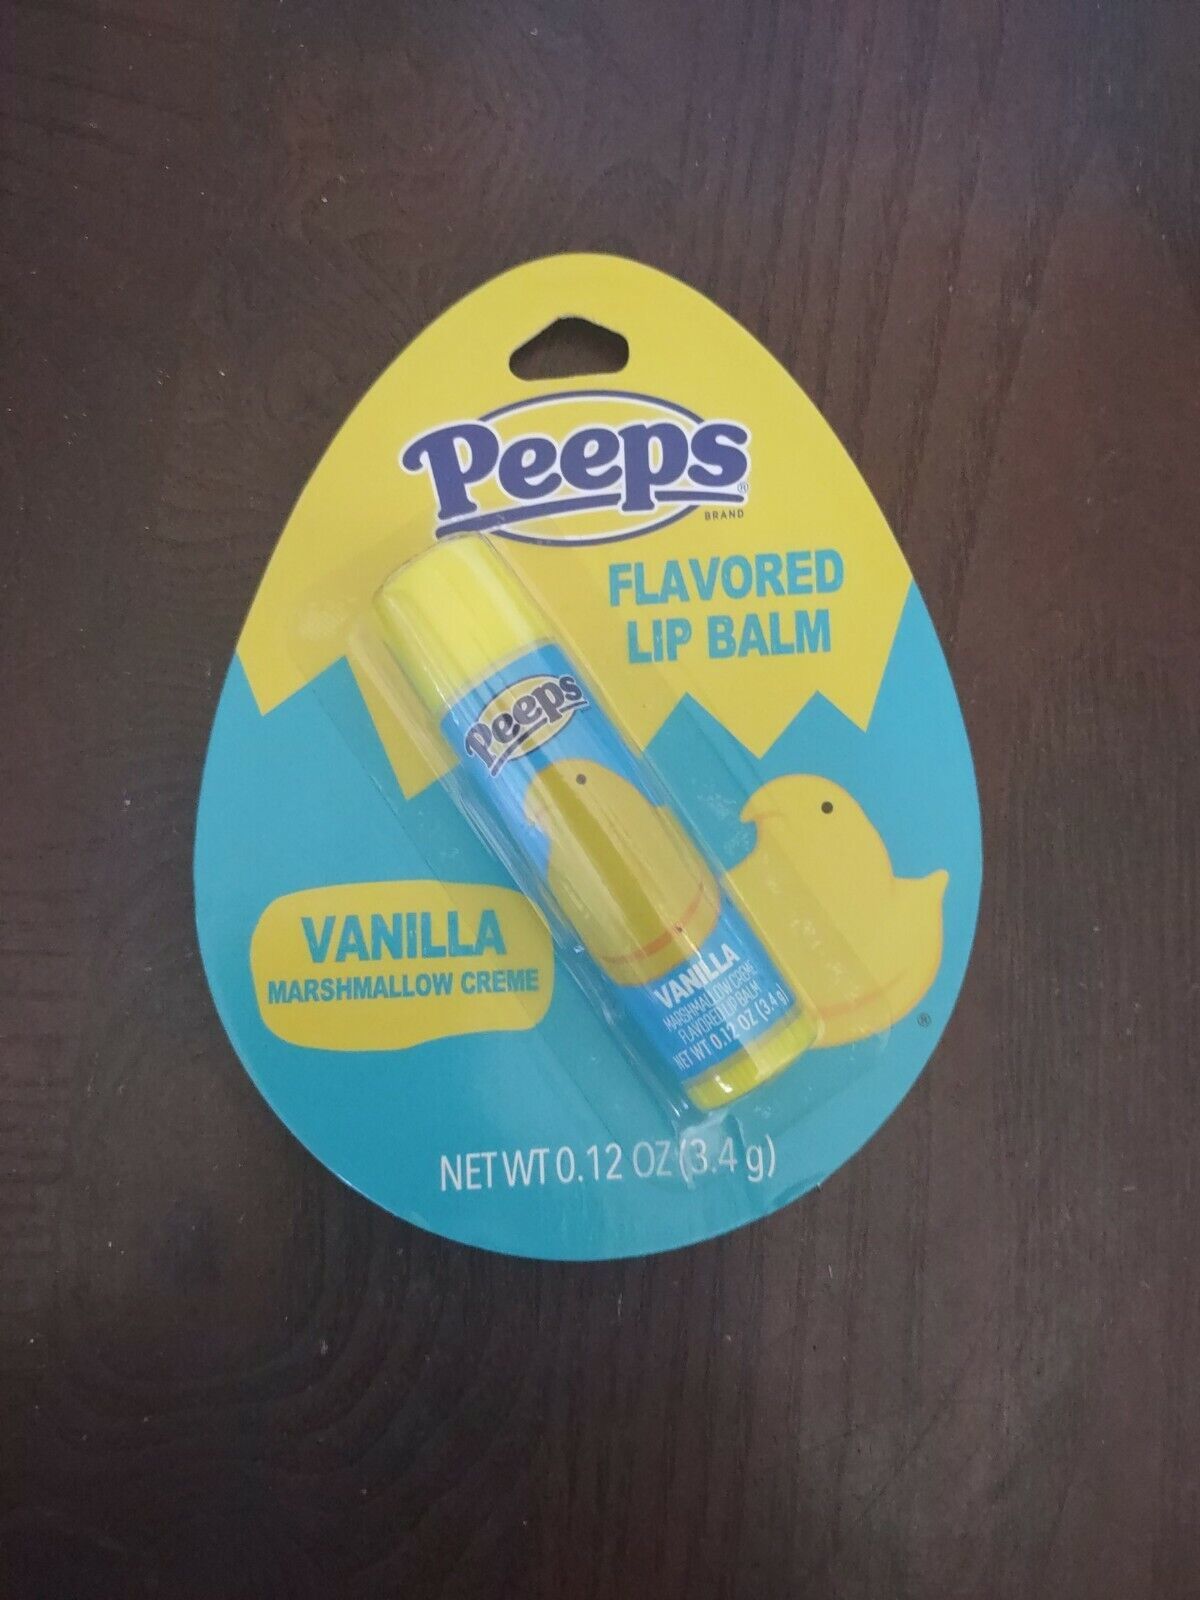 Peeps®
BRAND
FLAVORED
LIP BALM
Peeps
VANILLA
MARSHMALLOW CREME
FLAVORED LIP BALM
NET WT 0.12 OZ (3.4 g)
VANILLA
MARSHMALLOW CREME
®
NET WT 0.12 OZ (3.4 g)